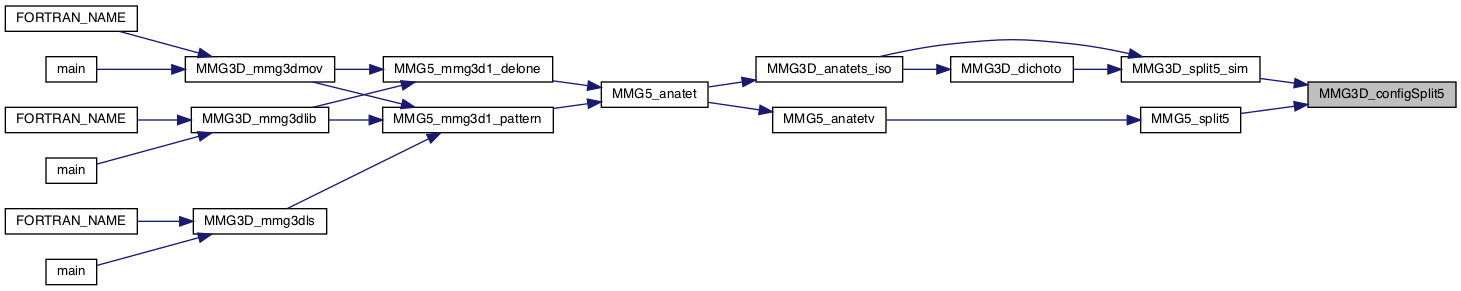 FORTRAN_NAME
main
MMG3D_mmg3dmov
MMG5_mmg3d1_delone
MMG3D_anatets_iso
MMG3D_dichoto
MMG3D_split5_sim
MMG5_anatet
MMG3D_configSplit5
FORTRAN_NAME
MMG3D_mmg3dlib
MMG5_mmg3d1_pattern
MMG5_anatetv
MMG5_split5
main
FORTRAN_NAME
MMG3D_mmg3dls
main